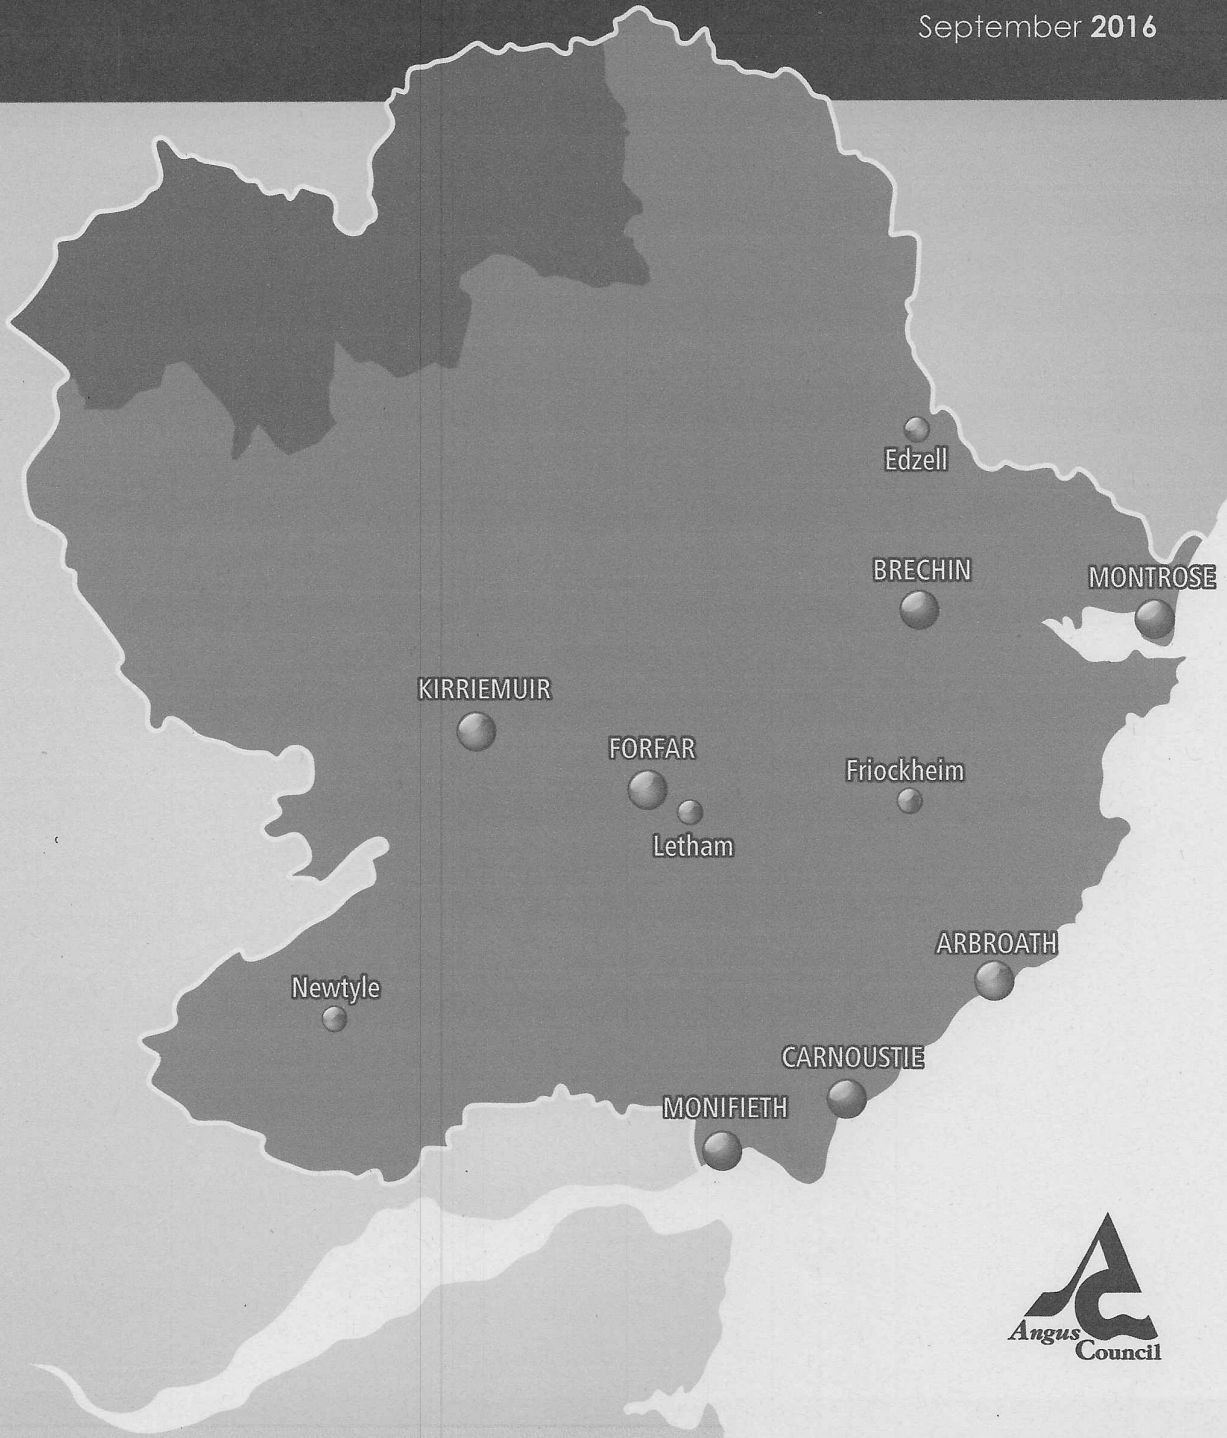 September 2016
Edzell
BRECHIN
MONTROSE
KIRRIEMUIR
FORFAR
Friockheim
Letham
ARBROATH
Newtyle
CARNOUSTIE
MONIFIETH
Angus
Council